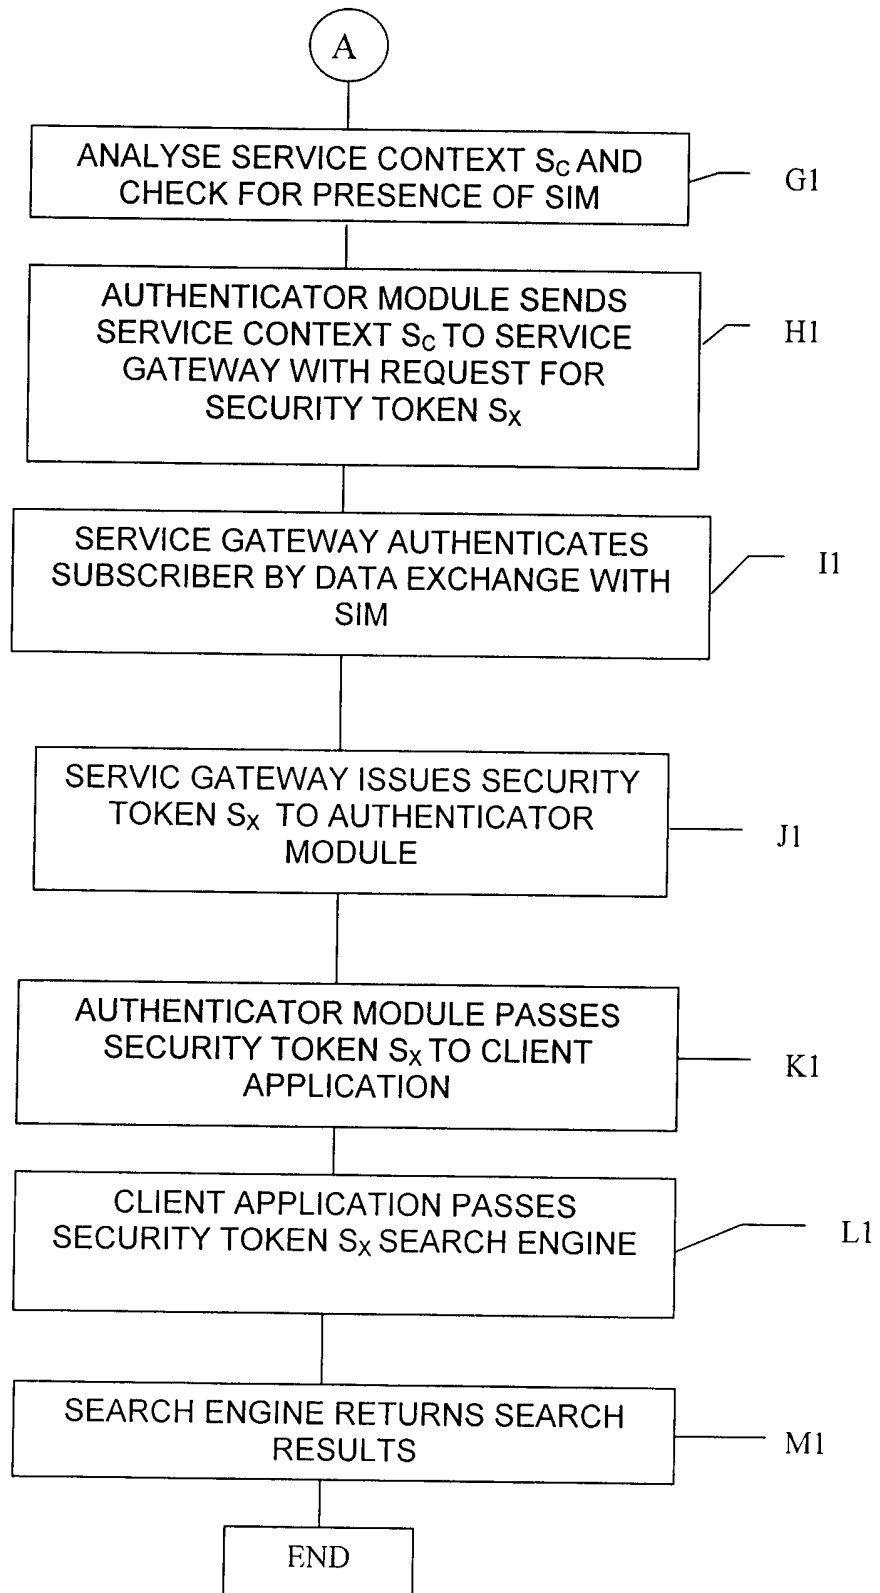 A
ANALYSE SERVICE CONTEXT SC AND
CHECK FOR PRESENCE OF SIM
G1
AUTHENTICATOR MODULE SENDS
SERVICE CONTEXT SC TO SERVICE
GATEWAY WITH REQUEST FOR
SECURITY TOKEN SX
H1
SERVICE GATEWAY AUTHENTICATES
SUBSCRIBER BY DATA EXCHANGE WITH
SIM
I1
SERVIC GATEWAY ISSUES SECURITY
TOKEN SX TO AUTHENTICATOR
MODULE
J1
AUTHENTICATOR MODULE PASSES
SECURITY TOKEN SX TO CLIENT
APPLICATION
K1
CLIENT APPLICATION PASSES
SECURITY TOKEN SX SEARCH ENGINE
L1
SEARCH ENGINE RETURNS SEARCH
RESULTS
M1
END